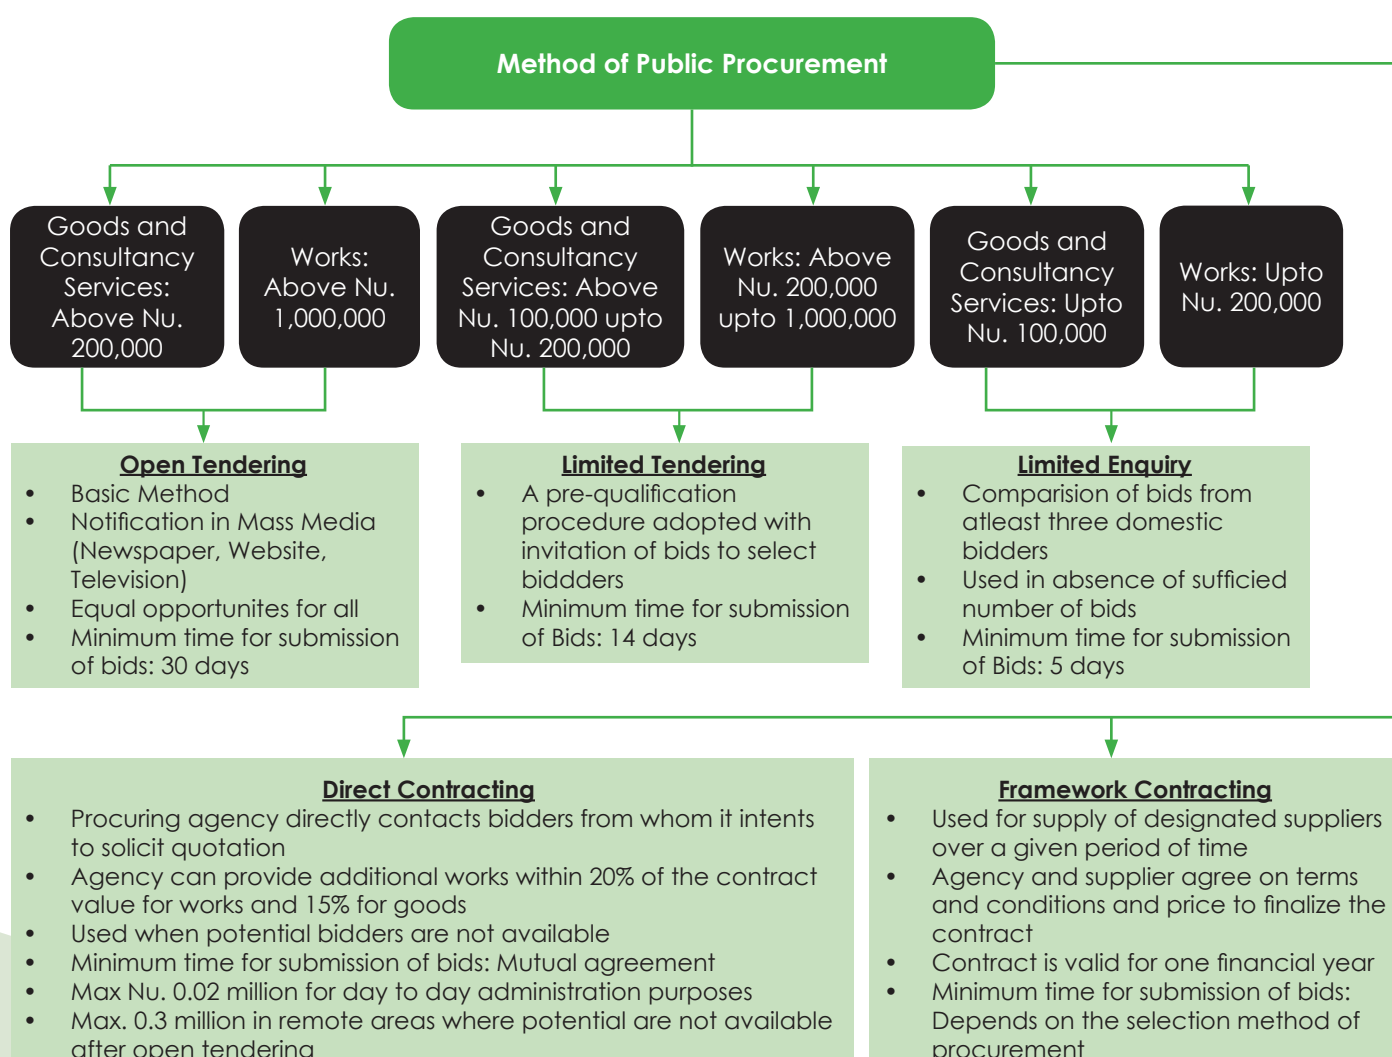 Method of Public Procurement
Goods and
Consultancy
Services:
Above Nu.
200,000
Works:
Above Nu.
1,000,000
Goods and
Consultancy
Services: Above
Nu. 100,000 upto
Nu. 200,000
Works: Above
Nu. 200,000
upto 1,000,000
Goods and
Consultancy
Services: Upto
Nu. 100,000
Works: Upto
Nu. 200,000
Open Tendering
• Basic Method
• Notification in Mass Media
(Newspaper, Website,
Television)
• Equal opportunites for all
• Minimum time for submission
of bids: 30 days
Limited Tendering
• A pre-qualification
procedure adopted with
invitation of bids to select
biddders
• Minimum time for submission
of Bids: 14 days
Limited Enquiry
• Comparision of bids from
atleast three domestic
bidders
• Used in absence of sufficied
number of bids
• Minimum time for submission
of Bids: 5 days
Direct Contracting
• Procuring agency directly contacts bidders from whom it intents
to solicit quotation
• Agency can provide additional works within 20% of the contract
value for works and 15% for goods
• Used when potential bidders are not available
• Minimum time for submission of bids: Mutual agreement
• Max Nu. 0.02 million for day to day administration purposes
• Max. 0.3 million in remote areas where potential are not available
after open tendering
Framework Contracting
• Used for supply of designated suppliers
over a given period of time
• Agency and supplier agree on terms
and conditions and price to finalize the
contract
• Contract is valid for one financial year
• Minimum time for submission of bids:
Depends on the selection method of
procurement